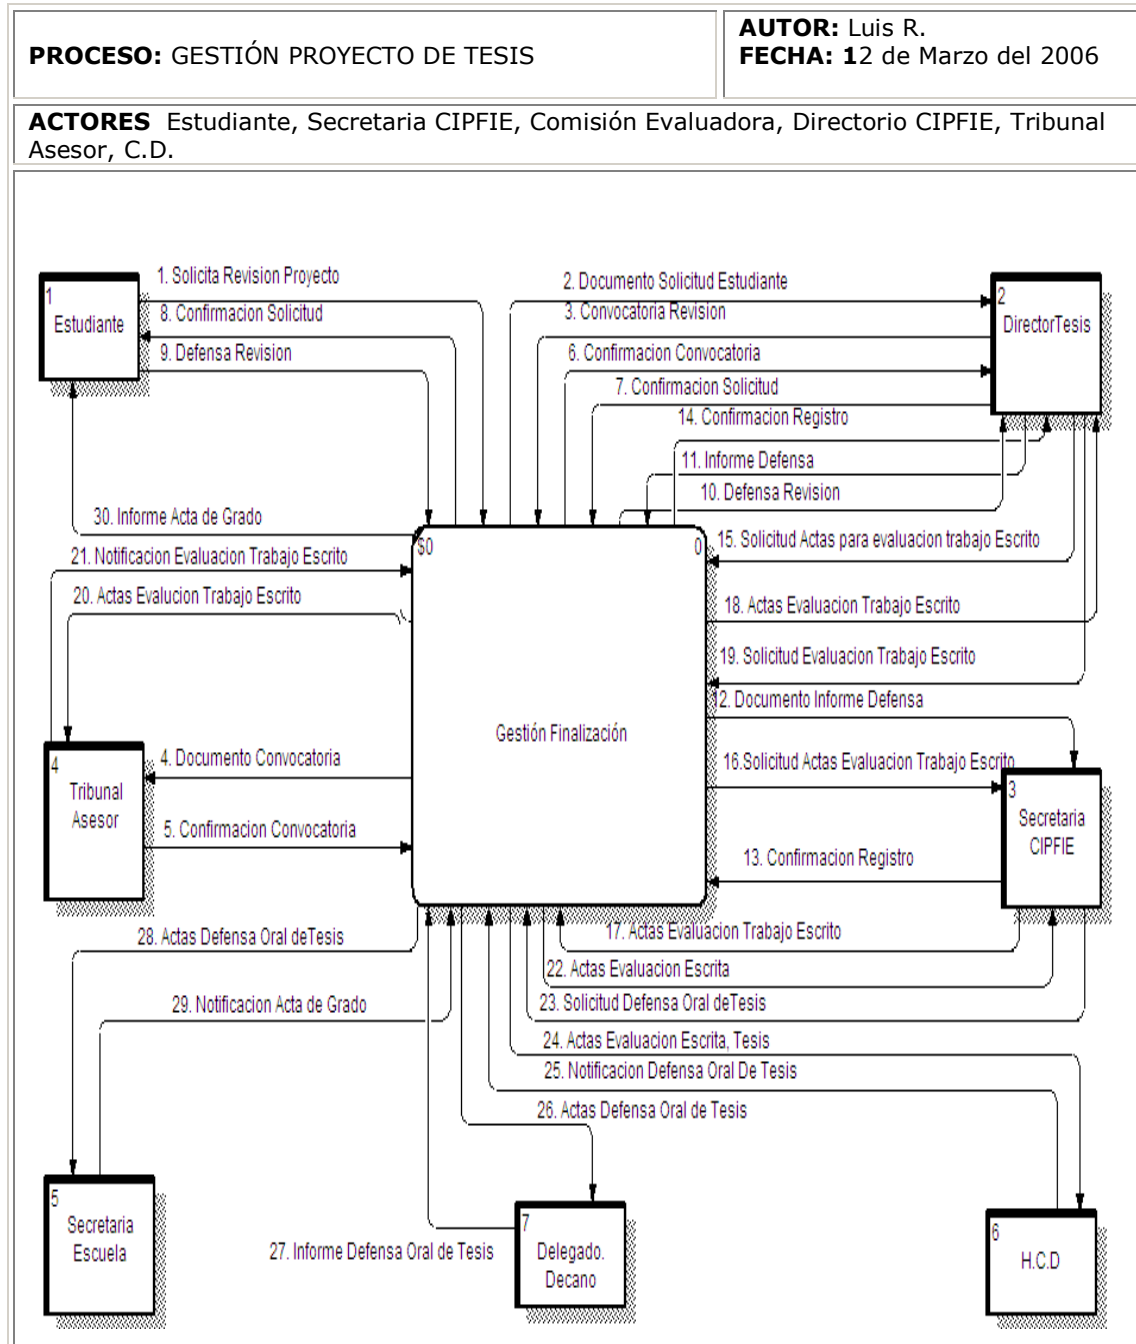 PROCESO: GESTIÓN PROYECTO DE TESIS
AUTOR: Luis R.
FECHA: 12 de Marzo del 2006
ACTORES Estudiante, Secretaria CIPFIE, Comisión Evaluadora, Directorio CIPFIE, Tribunal
Asesor, C.D.
1. Solicita Revision Proyecto
2. Documento Solicitud Estudiante
1
Estudiante
8. Confirmacion Solicitud
3. Convocatoria Revision
2
DirectorTesis
9. Defensa Revision
6. Confirmacion Convocatoria
7. Confirmacion Solicitud
14. Confirmacion Registro
11. Informe Defensa
10. Defensa Revision
30. Informe Acta de Grado
21. Notificacion Evaluacion Trabajo Escrito
$0
0
15. Solicitud Actas para evaluacion trabajo Escrito
20. Actas Evalucion Trabajo Escrito
18. Actas Evaluacion Trabajo Escrito
19. Solicitud Evaluacion Trabajo Escrito
12. Documento Informe Defensa
Gestión Finalización
4
Tribunal
Asesor
4. Documento Convocatoria
16.Solicitud Actas Evaluacion Trabajo Escrito
3
Secretaria
CIPFIE
5. Confirmacion Convocatoria
13. Confirmacion Registro
28. Actas Defensa Oral deTesis
17. Actas Evaluacion Trabajo Escrito
22. Actas Evaluacion Escrita
29. Notificacion Acta de Grado
23. Solicitud Defensa Oral deTesis
24. Actas Evaluacion Escrita, Tesis
25. Notificacion Defensa Oral De Tesis
26. Actas Defensa Oral de Tesis
5
Secretaria
Escuela
27. Informe Defensa Oral de Tesis
7
Delegado.
Decano
6
H.C.D